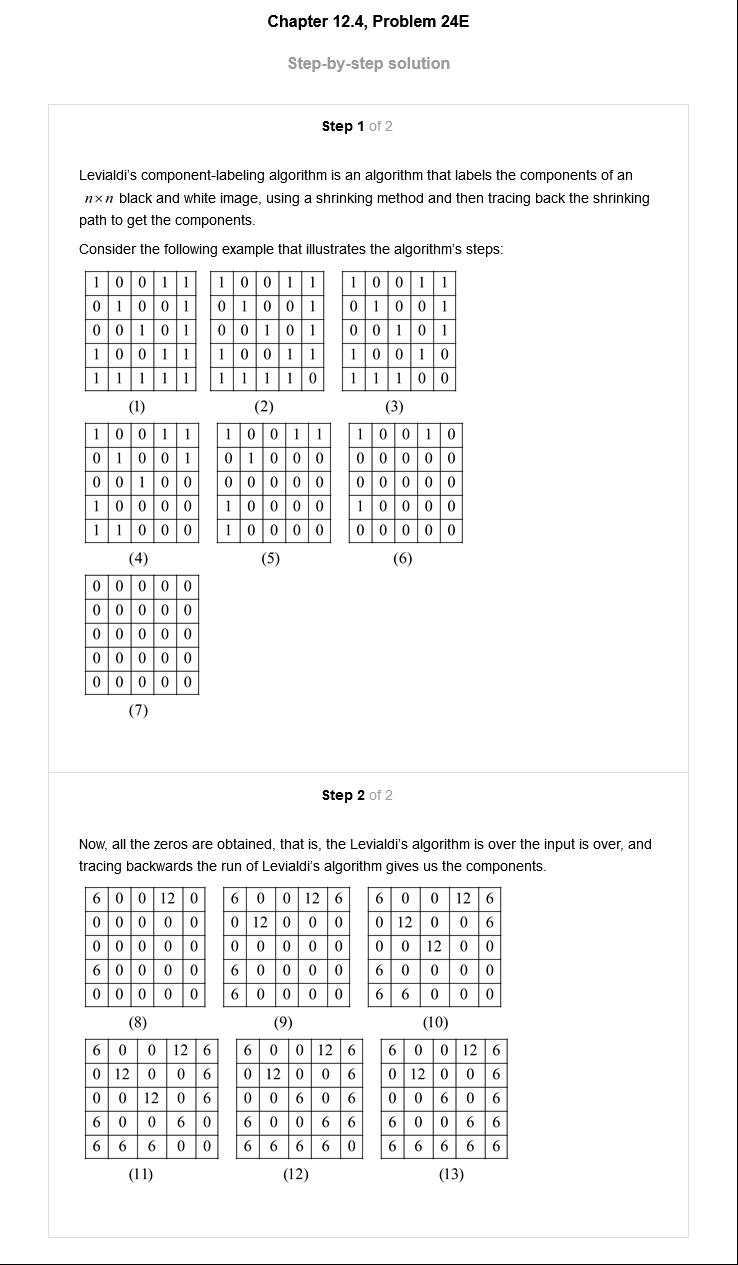 Chapter 12.4, Problem 24E
Step-by-step solution
Step 1 of 2
Levialdi's component-labeling algorithm is an algorithm that labels the components of an
n×n black and white image, using a shrinking method and then tracing back the shrinking
path to get the components.
Consider the following example that illustrates the algorithm's steps:
1 0 0 1 1 1 0 0 1 1 1 0 0 1 1
0 1 0 0 1 0 1 0 0 1 0 1 0 0 1
0 0 1 0 1 0 0 1 0 1 0 0 1 0 1
1 0 0 1 1 1 0 0 1 1 1 0 0 1 0
1 1 1 1 1 1 1 1 1 0 1 1 1 0 0
(1) (2) (3)
1 0 0 1 1 1 0 0 1 1 1 0 0 1 0
0 1 0 0 1 0 1 0 0 0 0 0 0 0 0
0 0 1 0 0 0 0 0 0 0 0 0 0 0 0
1 0 0 0 0 1 0 0 0 0 1 0 0 0 0
1 1 0 0 0 1 0 0 0 0 0 0 0 0 0
(4) (5) (6)
0 0 0 0 0
0 0 0 0 0
0 0 0 0 0
0 0 0 0 0
0 0 0 0 0
(7)
Step 2 of 2
Now, all the zeros are obtained, that is, the Levialdi's algorithm is over the input is over, and
tracing backwards the run of Levialdi's algorithm gives us the components.
6 0 0 12 0 6 0 0 12 6 6 0 0 12 6
0 0 0 0 0 0 12 0 0 0 0 12 0 0 6
0 0 0 0 0 0 0 0 0 0 0 0 12 0 0
6 0 0 0 0 6 0 0 0 0 6 0 0 0 0
0 0 0 0 0 6 0 0 0 0 6 6 0 0 0
(8) (9) (10)
6 0 0 12 6 6 0 0 12 6 6 0 0 12 6
0 12 0 0 6 0 12 0 0 6 0 12 0 0 6
0 0 12 0 6 0 0 6 0 6 0 0 6 0 6
6 0 0 6 0 6 0 0 6 6 6 0 0 6 6
6 6 6 0 0 6 6 6 6 0 6 6 6 6 6
(11) (12) (13)